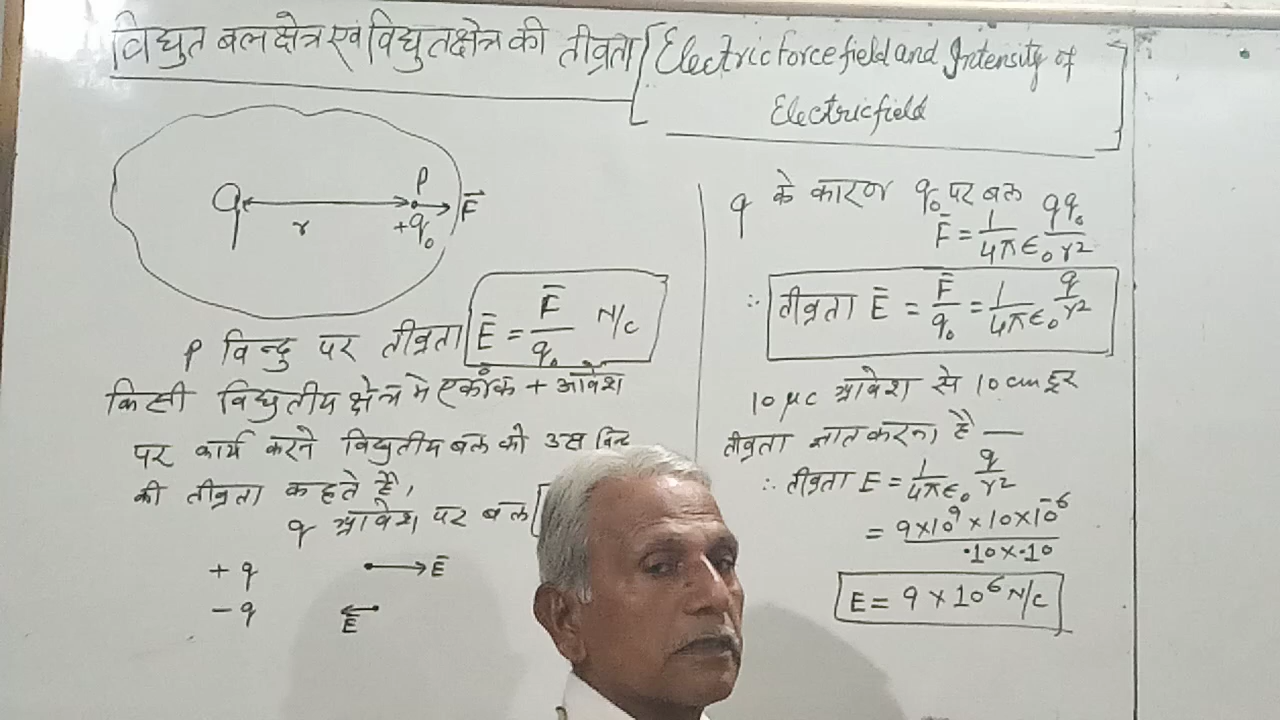 विद्युत बल क्षेत्र एवं विद्युत क्षेत्र की तीव्रता [Electric force field and Intensity of
Electric field]
q r P +q₀ F⃗
P विन्दु पर तीव्रता E̅ = F̅/q₀ N/C
किसी विद्युतीय क्षेत्र मे एकांक + आवेश
पर कार्य करने विद्युतीय बल को उस
की तीव्रता कहते हैं,
q आवेश पर बल
+q E̅
-q E̅
q के कारण q₀ पर बल
F̅ = 1/4πϵ₀ qq₀/r²
∴ तीव्रता E̅ = F̅/q₀ = 1/4πϵ₀ q/r²
10 μc आवेश से 10 cm दूर
तीव्रता ज्ञात करना है —
∴ तीव्रता E = 1/4πϵ₀ q/r²
= 9×10⁹×10×10⁻⁶/·10×·10
E = 9×10⁶ N/C